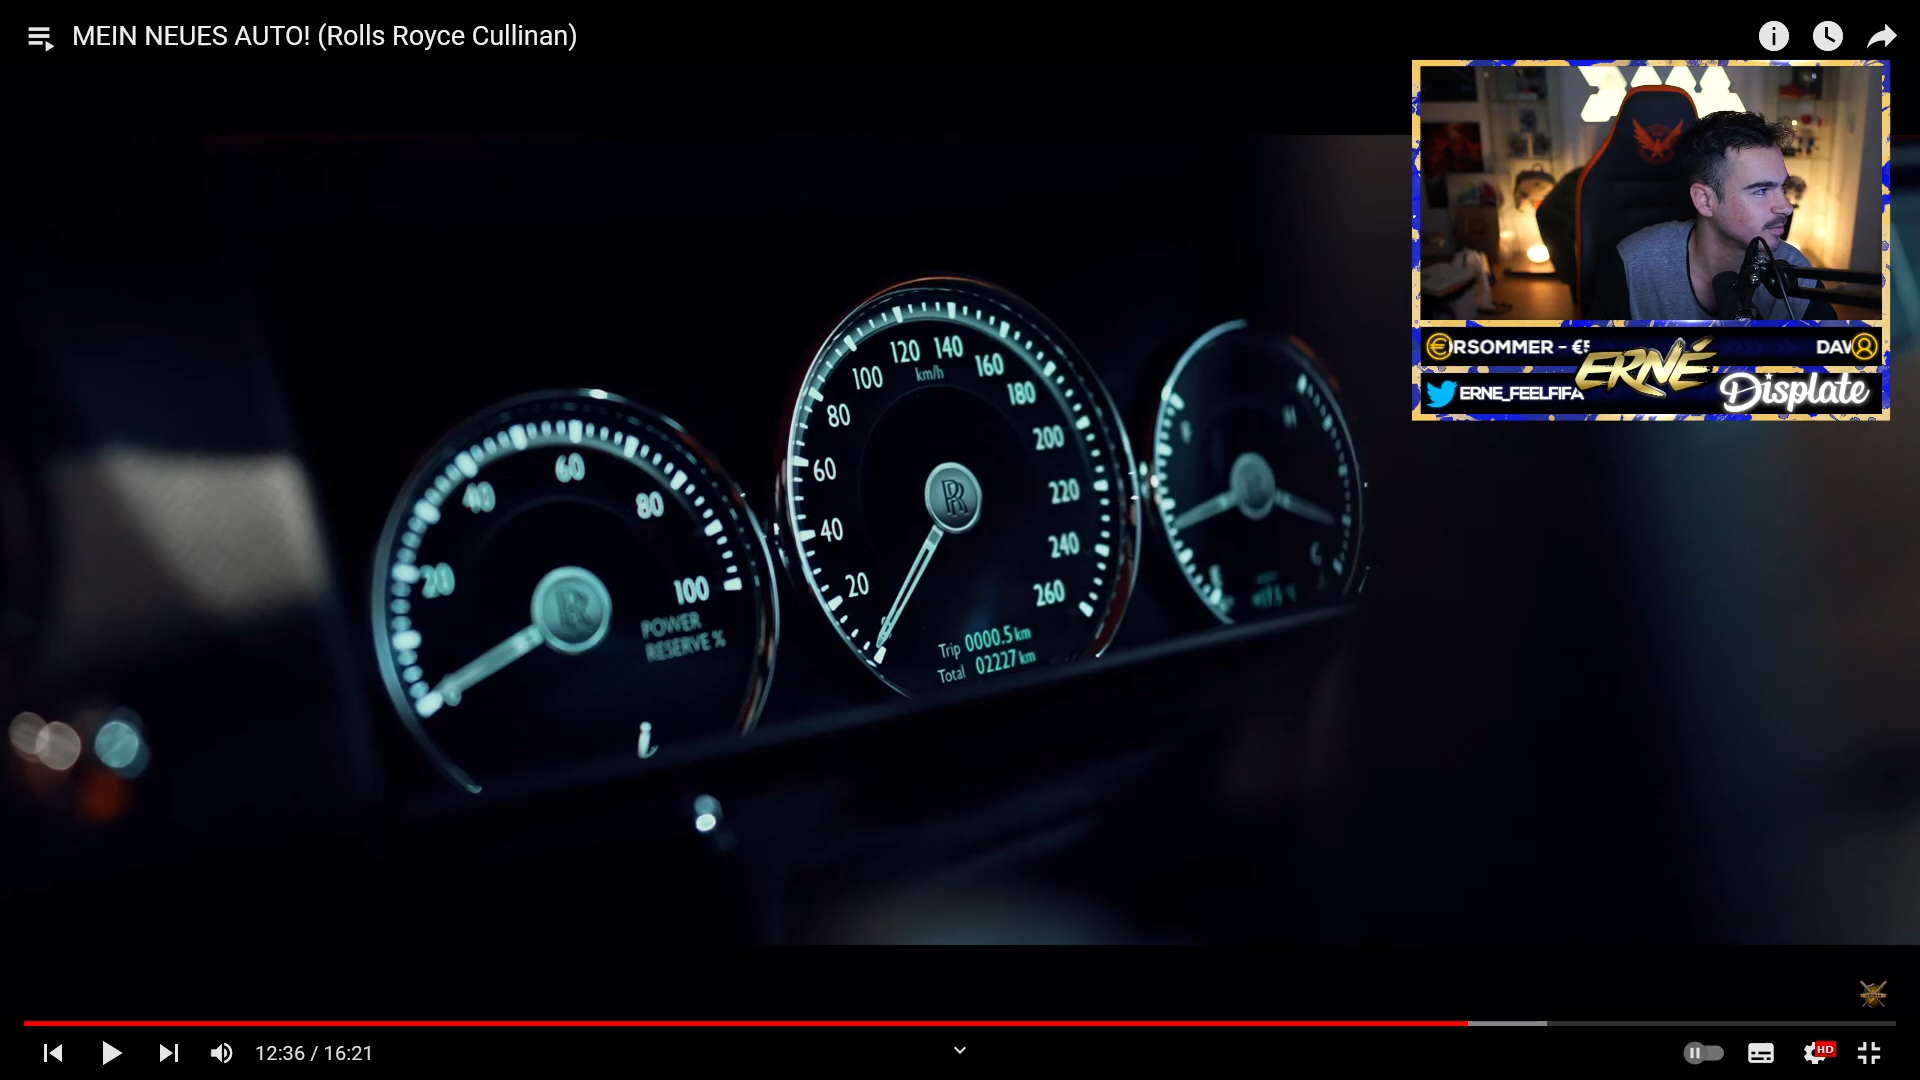 MEIN NEUES AUTO! (Rolls Royce Cullinan)
RSOMMER - €5
DAV
ERNÉ
ERNE_FEELFIFA
Displate
20
40
60
80
100
POWER
RESERVE %
i
20
40
60
80
100
120
140
160
180
200
220
240
260
km/h
R
Trip 0000.5 km
Total 02227 km
12:36 / 16:21
HD